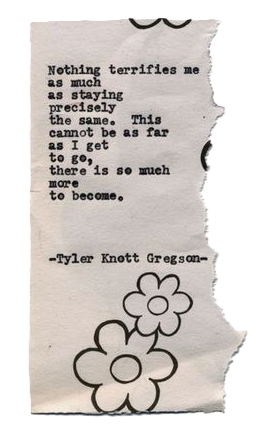 Nothing terrifies me
as much
as staying
precisely
the same.  This
cannot be as far
as I get
to go,
there is so much
more
to become.
-Tyler Knott Gregson-